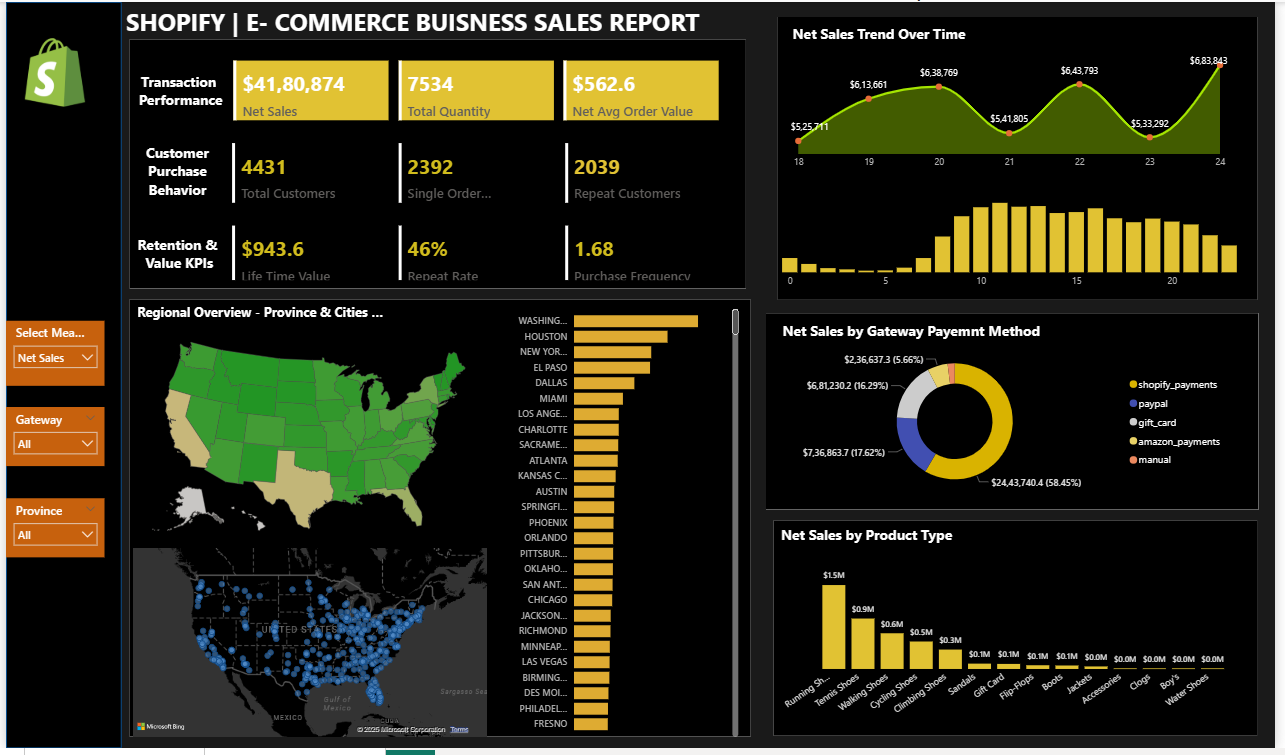 SHOPIFY | E- COMMERCE BUISNESS SALES REPORT
S
Transaction Performance
$41,80,874
Net Sales
7534
Total Quantity
$562.6
Net Avg Order Value
Customer Purchase Behavior
4431
Total Customers
2392
Single Order...
2039
Repeat Customers
Retention & Value KPIs
$943.6
Life Time Value
46%
Repeat Rate
1.68
Purchase Frequency
Select Mea...
Net Sales
Gateway
All
Province
All
Regional Overview - Province & Cities ...
WASHING...
HOUSTON
NEW YOR...
EL PASO
DALLAS
MIAMI
LOS ANGE...
CHARLOTTE
SACRAME...
ATLANTA
KANSAS C...
AUSTIN
SPRINGFI...
PHOENIX
ORLANDO
PITTSBUR...
OKLAHO...
SAN ANT...
CHICAGO
JACKSON...
RICHMOND
MINNEAP...
LAS VEGAS
BIRMING...
DES MOI...
PHILADEL...
FRESNO
UNITED STATES
Gulf of
Mexico
MEXICO
CUBA
Sargasso Sea
Microsoft Bing
© 2025 Microsoft Corporation Terms
Net Sales Trend Over Time
$5,25,711
$6,13,661
$6,38,769
$5,41,805
$6,43,793
$5,33,292
$6,83,843
18 19 20 21 22 23 24
0 5 10 15 20
Net Sales by Gateway Payemnt Method
$2,36,637.3 (5.66%)
$6,81,230.2 (16.29%)
$7,36,863.7 (17.62%)
$24,43,740.4 (58.45%)
shopify_payments
paypal
gift_card
amazon_payments
manual
Net Sales by Product Type
$1.5M
$0.9M
$0.6M
$0.5M
$0.3M
$0.1M
$0.1M
$0.1M
$0.1M
$0.0M
$0.0M
$0.0M
$0.0M
$0.0M
Running Sh...
Tennis Shoes
Walking Shoes
Cycling Shoes
Climbing Shoes
Sandals
Gift Card
Flip-Flops
Boots
Jackets
Accessories
Clogs
Boy's
Water Shoes